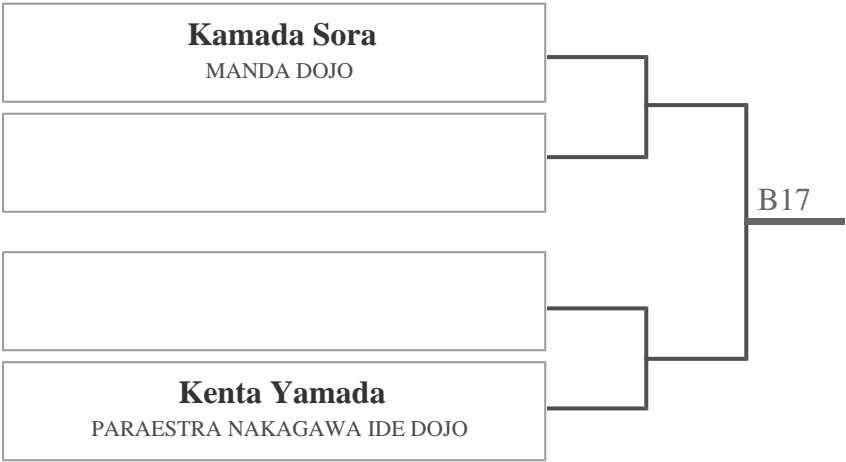 Kamada Sora
MANDA DOJO
B17
Kenta Yamada
PARAESTRA NAKAGAWA IDE DOJO